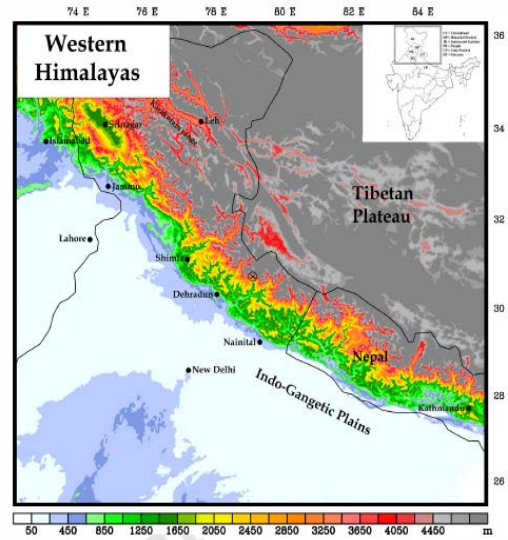 74 E 76 E 78 E 80 E 82 E 84 E
36
34
32
30
28
26
Western
Himalayas
Srinagar
Islamabad
Leh
Jammu
Lahore
Tibetan
Plateau
Shimla
Dehradun
Nainital
Nepal
New Delhi
Indo-Gangetic Plains
Kathmandu
50 450 850 1250 1650 2050 2450 2850 3250 3650 4050 4450 m